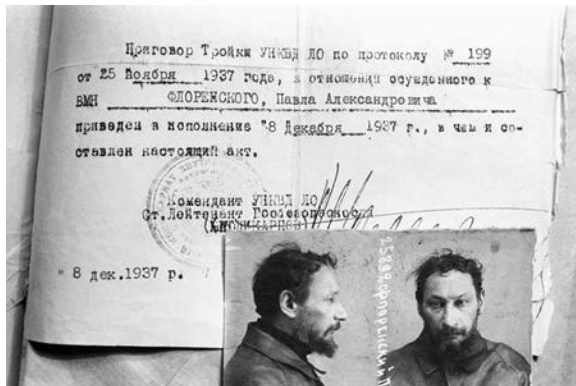 Приговор Тройки УНКВД ЛО по протоколу № 199
от 25 Ноября 1937 года, в отношении осужденного к
ВМН ФЛОРЕНСКОГО, Павла Александровича
приведен в исполнение "8 Декабря 1937 г., в чем и со-
ставлен настоящий акт.
Комендант УНКВД ЛО
Ст. Лейтенант Госбезопасности
" 8 дек. 1937 г.
Флоренский П